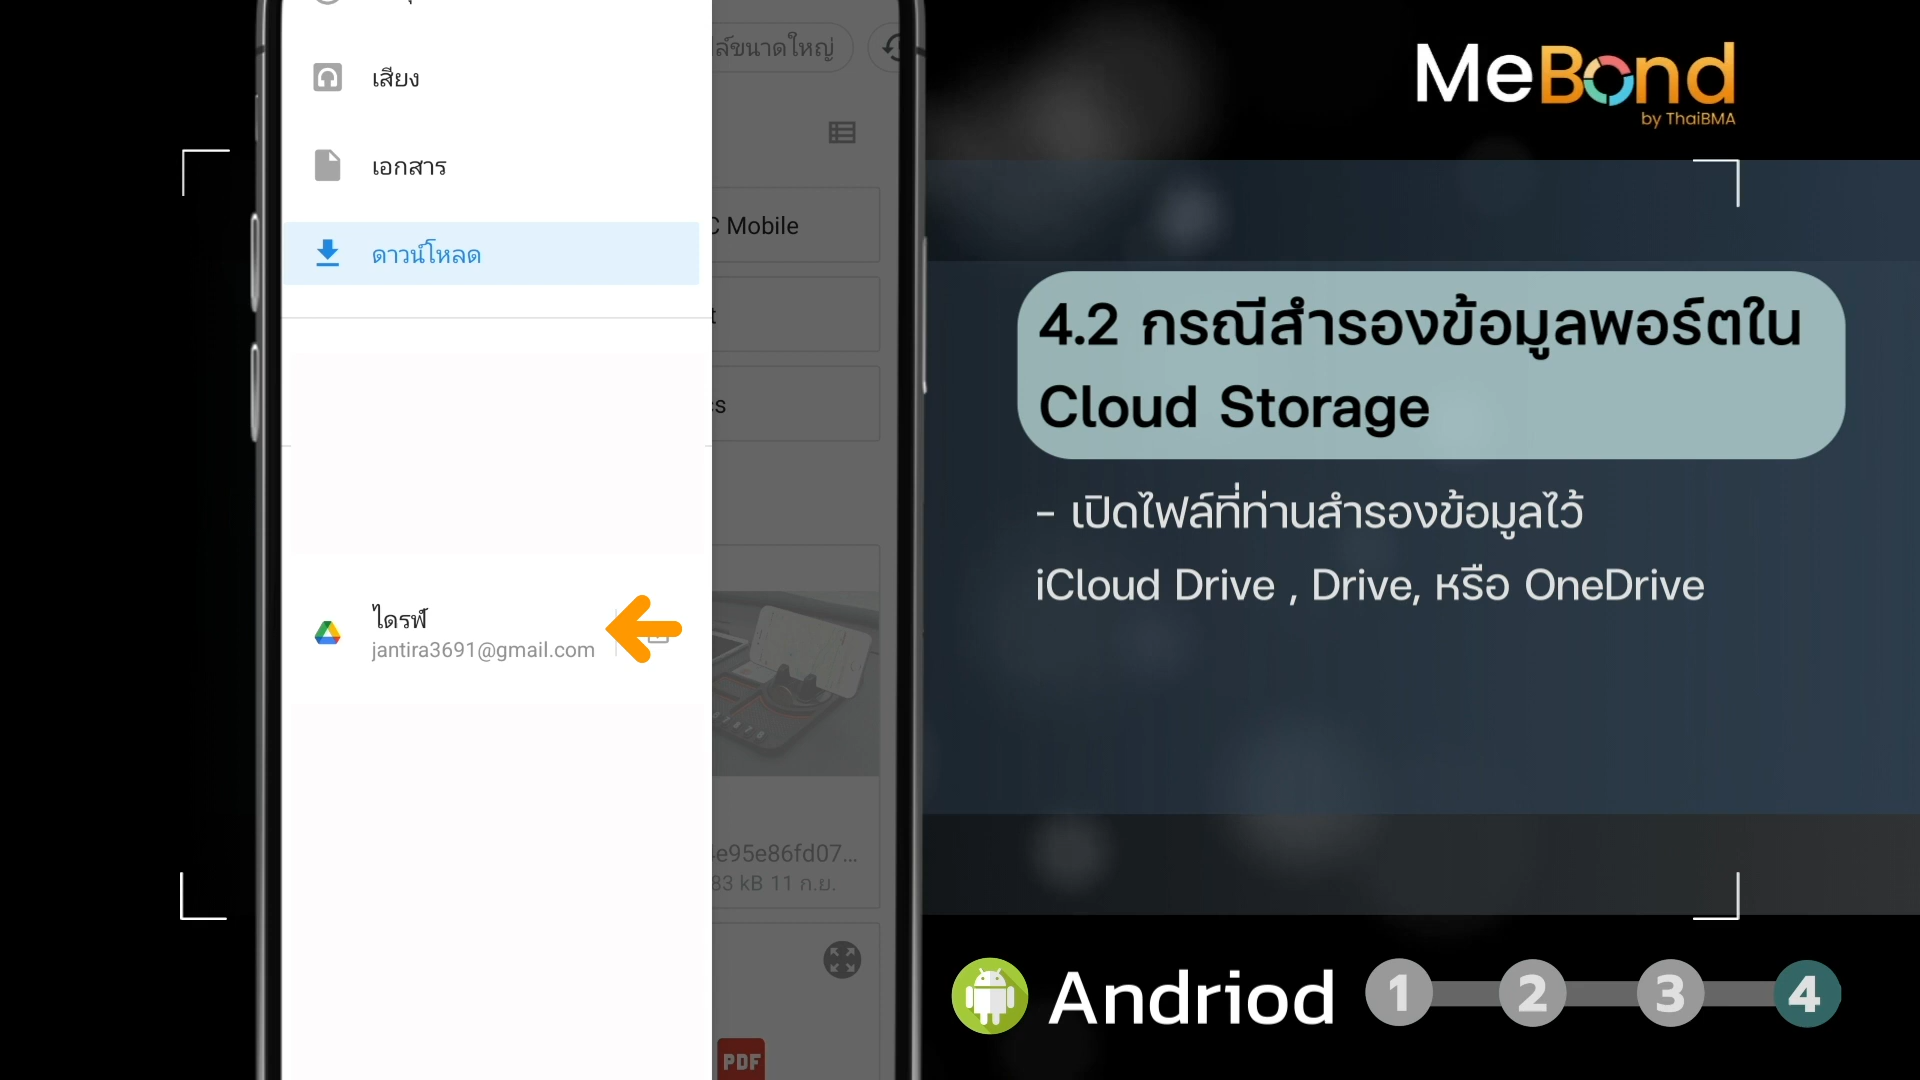 เสียง
เอกสาร
ดาวน์โหลด
ไดรฟ์
jantira3691@gmail.com
ล์ขนาดใหญ่
C Mobile
4e95e86fd07...
83 kB 11 ก.ย.
PDF
MeBond
by ThaiBMA
4.2 กรณีสำรองข้อมูลพอร์ตใน
Cloud Storage
- เปิดไฟล์ที่ท่านสำรองข้อมูลไว้
iCloud Drive , Drive, หรือ OneDrive
Andriod 1 2 3 4